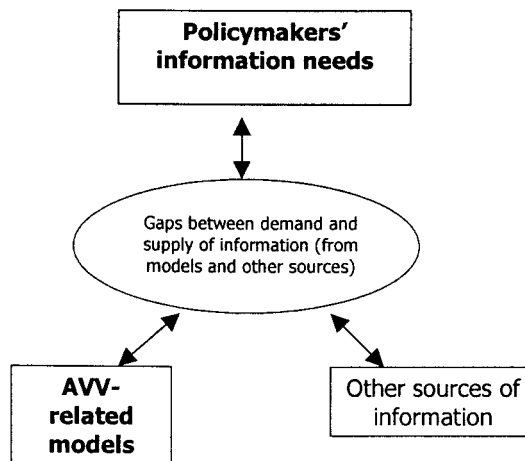 Policymakers'
information needs
Gaps between demand and
supply of information (from
models and other sources)
AVV-
related
models
Other sources of
information